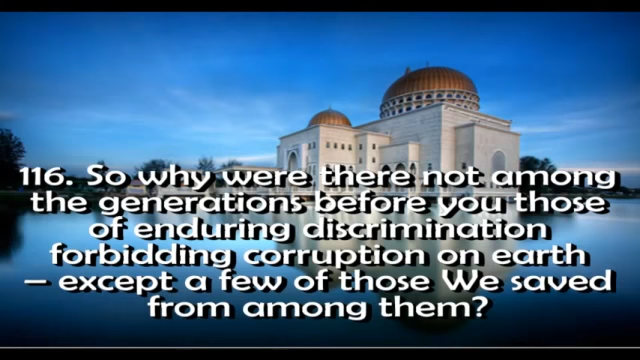 116. So why were there not among
the generations before you those
of enduring discrimination
forbidding corruption on earth
– except a few of those We saved
from among them?